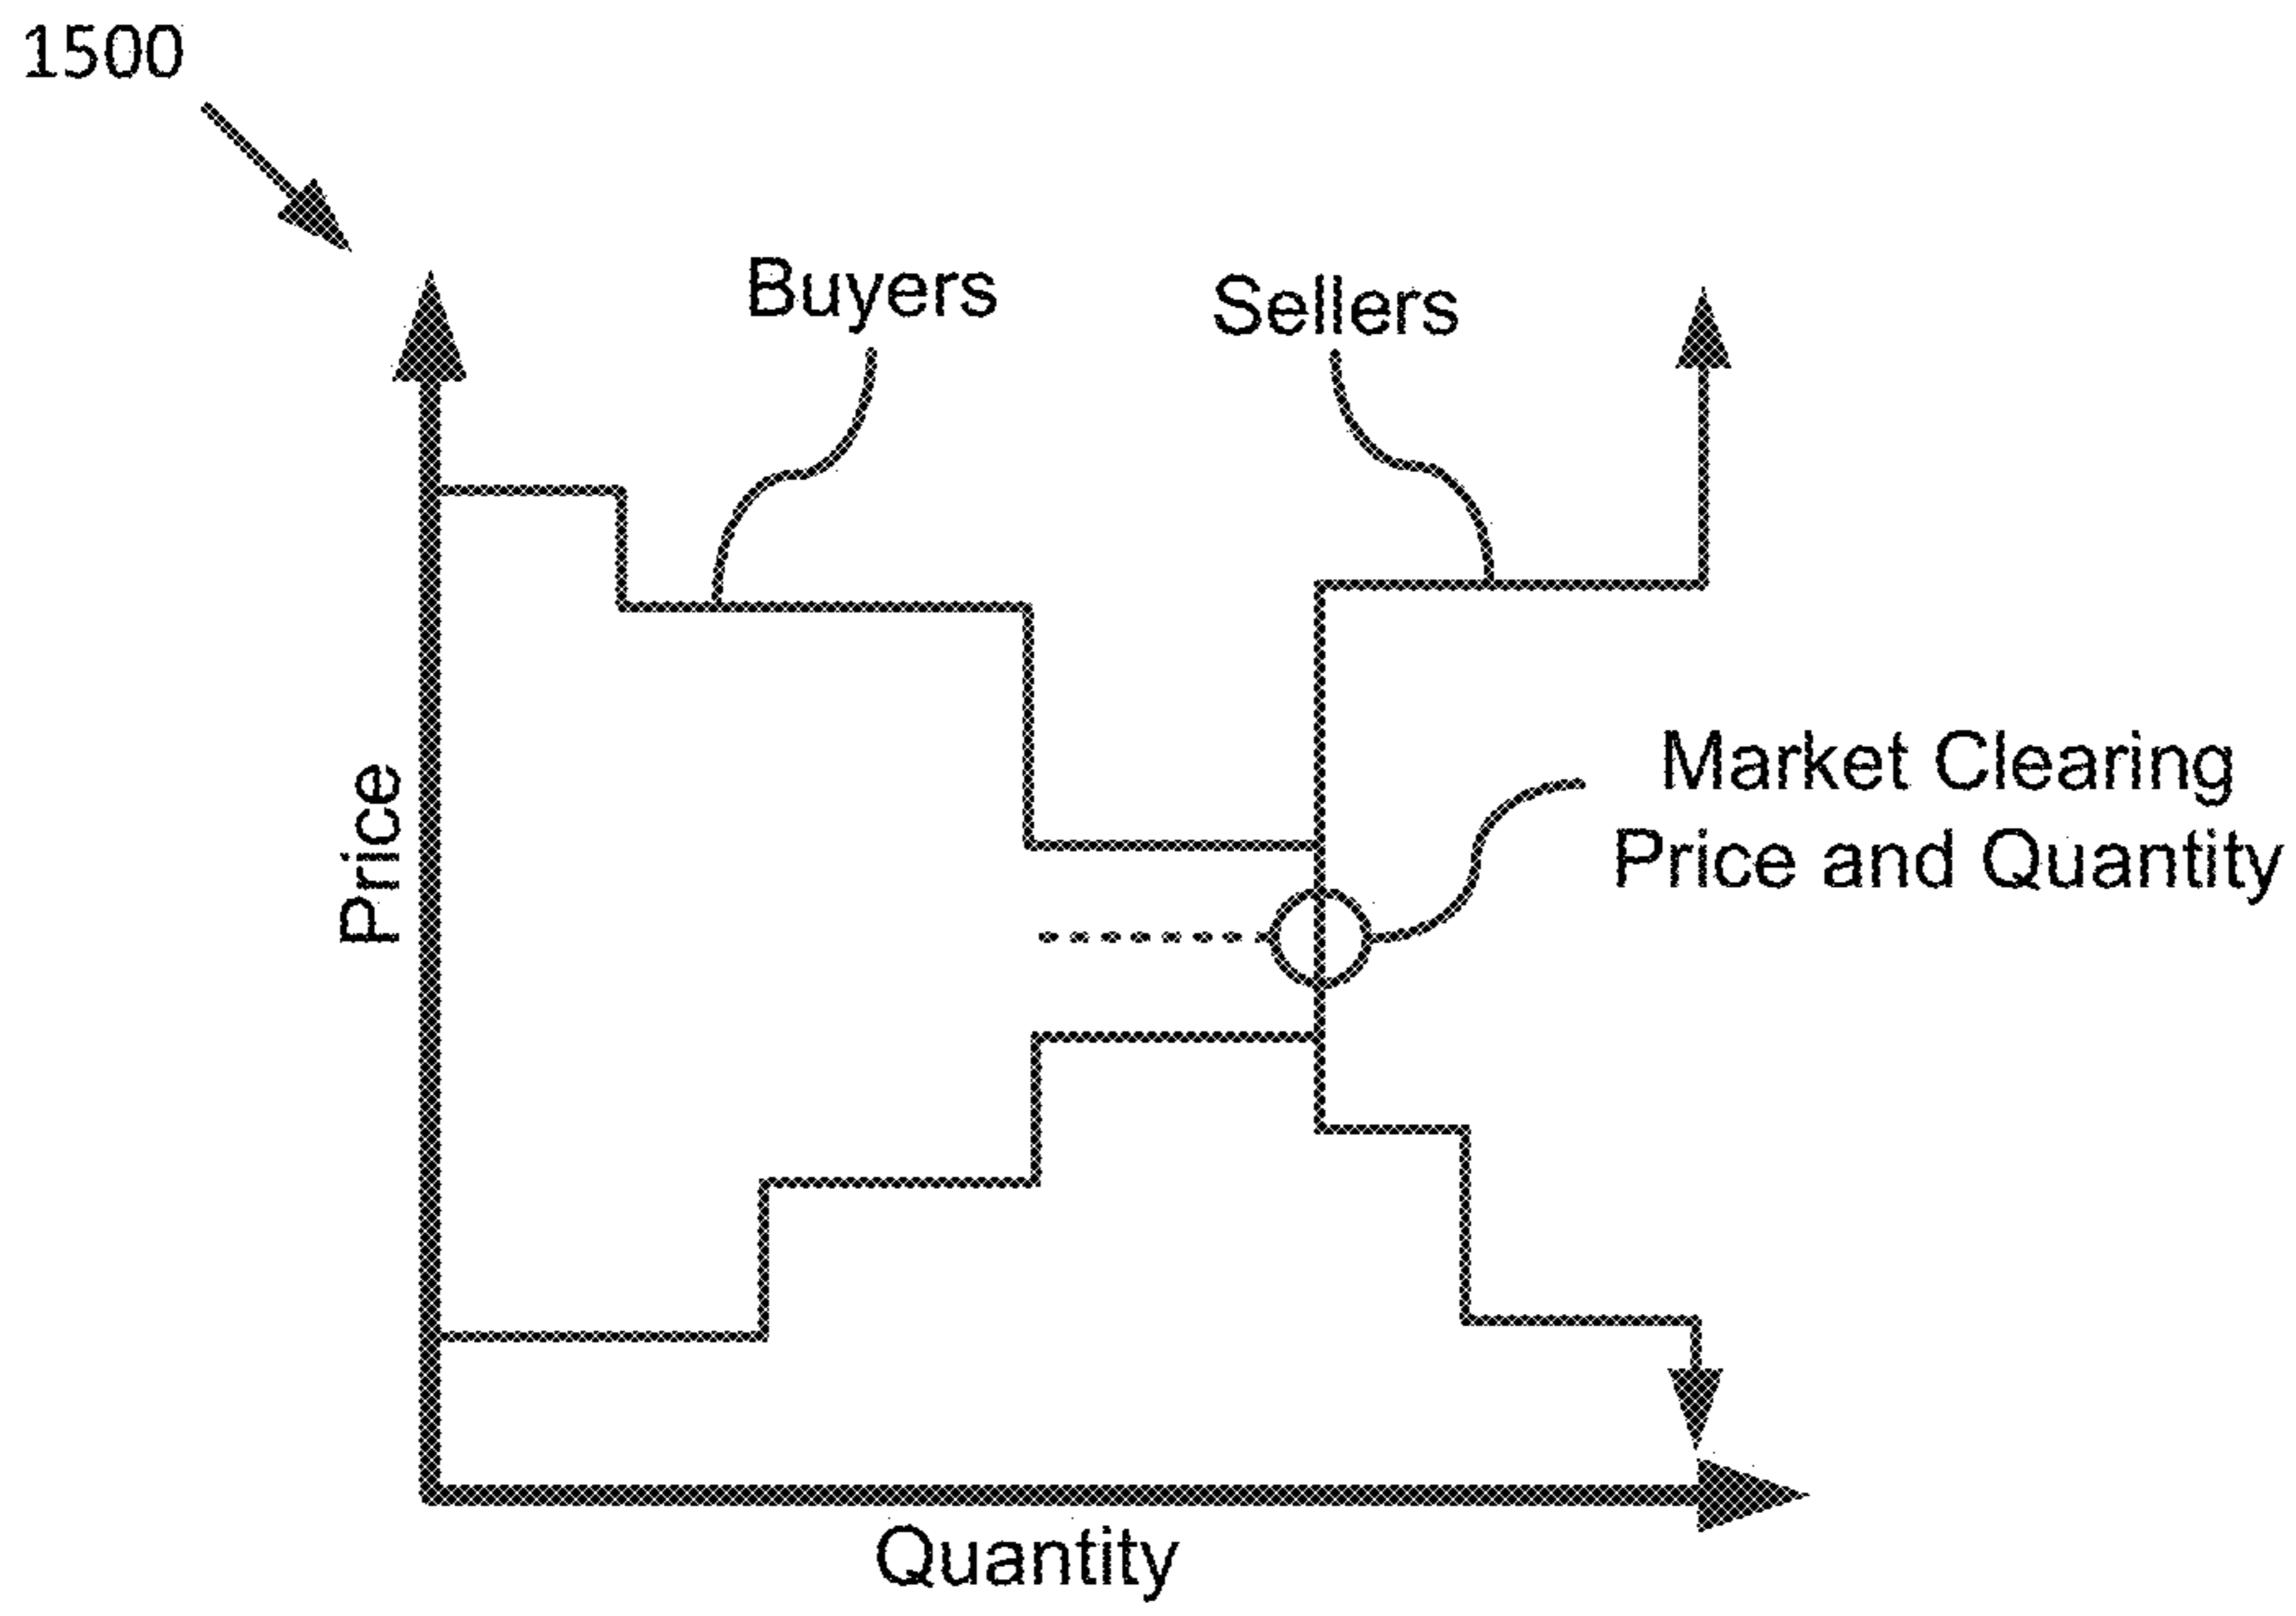 1500
Buyers
Sellers
Price
Market Clearing
Price and Quantity
Quantity